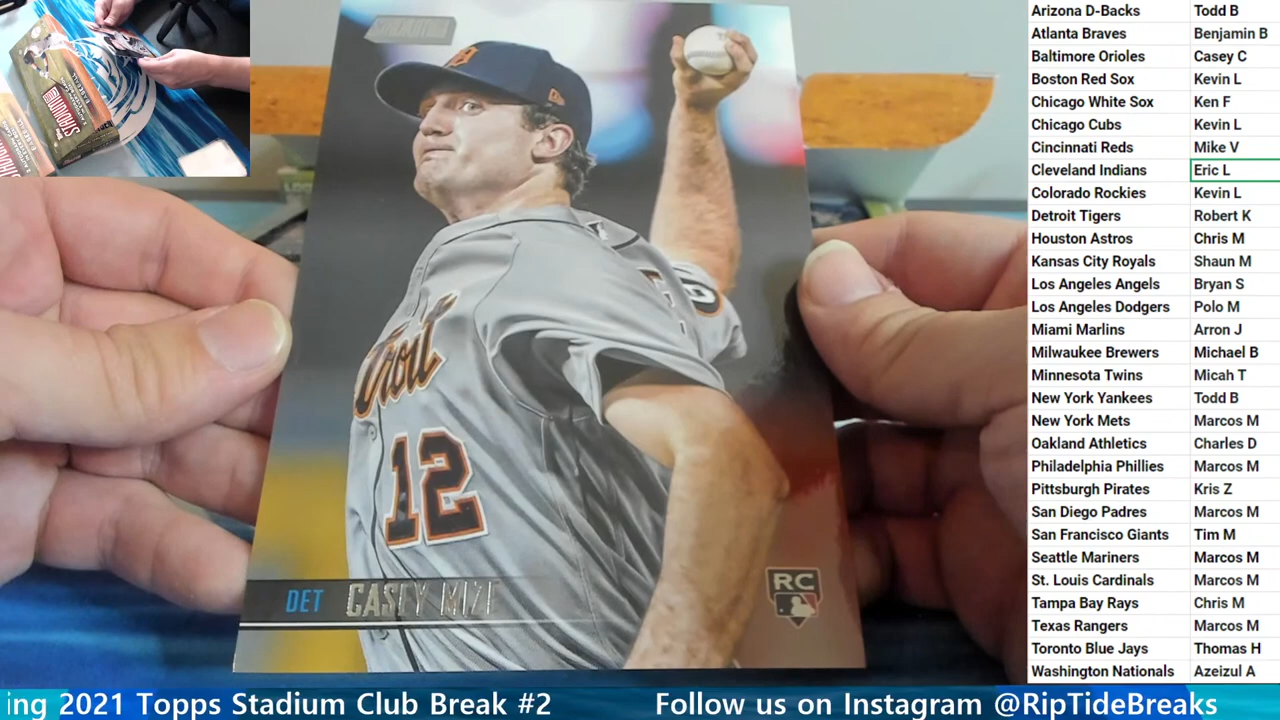 STADIUM
Detroit
12
DET CASEY MIZE
RC
Arizona D-Backs Todd B
Atlanta Braves Benjamin B
Baltimore Orioles Casey C
Boston Red Sox Kevin L
Chicago White Sox Ken F
Chicago Cubs Kevin L
Cincinnati Reds Mike V
Cleveland Indians Eric L
Colorado Rockies Kevin L
Detroit Tigers Robert K
Houston Astros Chris M
Kansas City Royals Shaun M
Los Angeles Angels Bryan S
Los Angeles Dodgers Polo M
Miami Marlins Arron J
Milwaukee Brewers Michael B
Minnesota Twins Micah T
New York Yankees Todd B
New York Mets Marcos M
Oakland Athletics Charles D
Philadelphia Phillies Marcos M
Pittsburgh Pirates Kris Z
San Diego Padres Marcos M
San Francisco Giants Tim M
Seattle Mariners Marcos M
St. Louis Cardinals Marcos M
Tampa Bay Rays Chris M
Texas Rangers Marcos M
Toronto Blue Jays Thomas H
Washington Nationals Azeizul A
ing 2021 Topps Stadium Club Break #2 Follow us on Instagram @RipTideBreaks